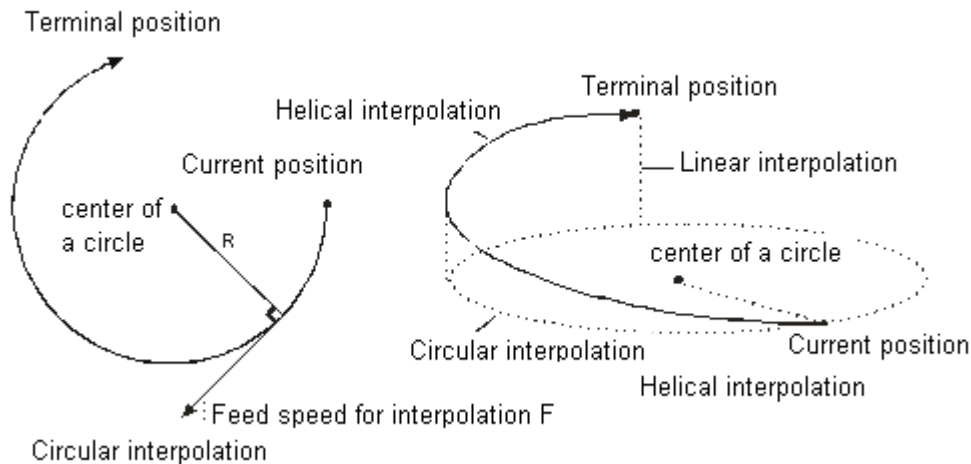 Terminal position
Current position
center of
a circle
R
Feed speed for interpolation F
Circular interpolation
Terminal position
Helical interpolation
Linear interpolation
center of a circle
Circular interpolation
Current position
Helical interpolation